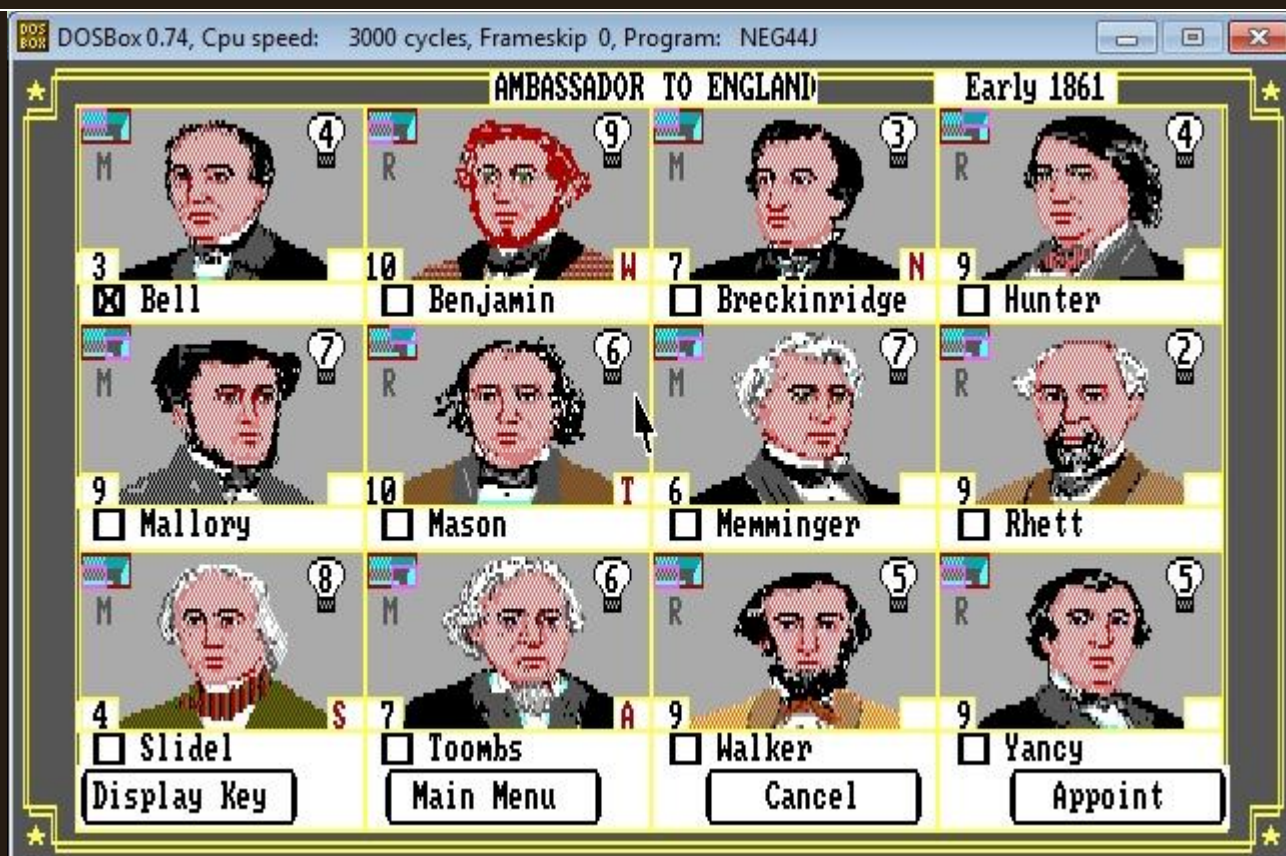 DOS BOX DOSBox 0.74, Cpu speed: 3000 cycles, Frameskip 0, Program: NEG44J
AMBASSADOR TO ENGLAND Early 1861
M 4 R 9 M 3 R 4
3 10 W 7 N 9
Bell Benjamin Breckinridge Hunter
M 7 R 6 M 7 R 2
9 10 T 6 9
Mallory Mason Memminger Rhett
M 8 M 6 R 5 R 5
4 S 7 A 9 9
Slidel Toombs Walker Yancy
Display Key Main Menu Cancel Appoint